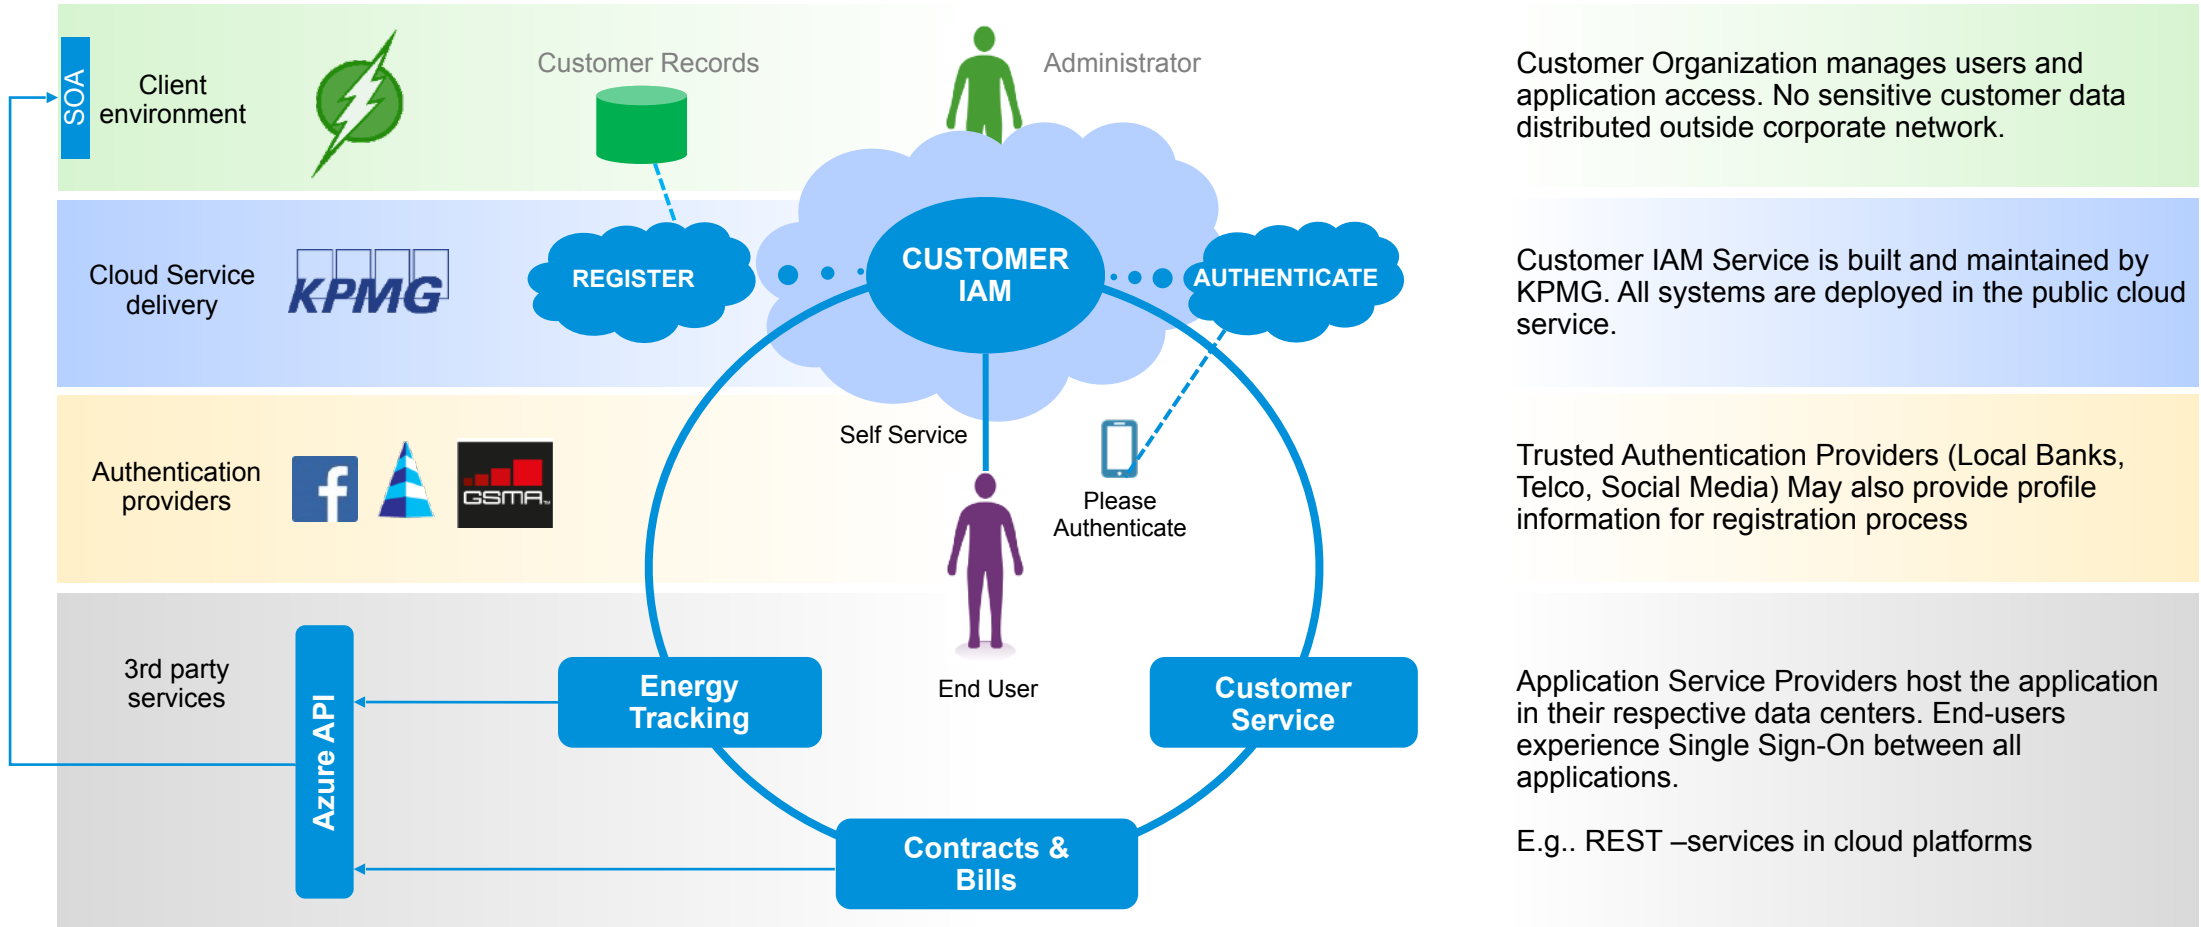 SOA
Client
environment
Customer Records
Administrator
Customer Organization manages users and
application access. No sensitive customer data
distributed outside corporate network.
Cloud Service
delivery
KPMG
REGISTER
CUSTOMER
IAM
AUTHENTICATE
Customer IAM Service is built and maintained by
KPMG. All systems are deployed in the public cloud
service.
Authentication
providers
f
GSMA
Self Service
Please
Authenticate
Trusted Authentication Providers (Local Banks,
Telco, Social Media) May also provide profile
information for registration process
3rd party
services
Azure API
Energy
Tracking
End User
Customer
Service
Contracts &
Bills
Application Service Providers host the application
in their respective data centers. End-users
experience Single Sign-On between all
applications.
E.g.. REST –services in cloud platforms